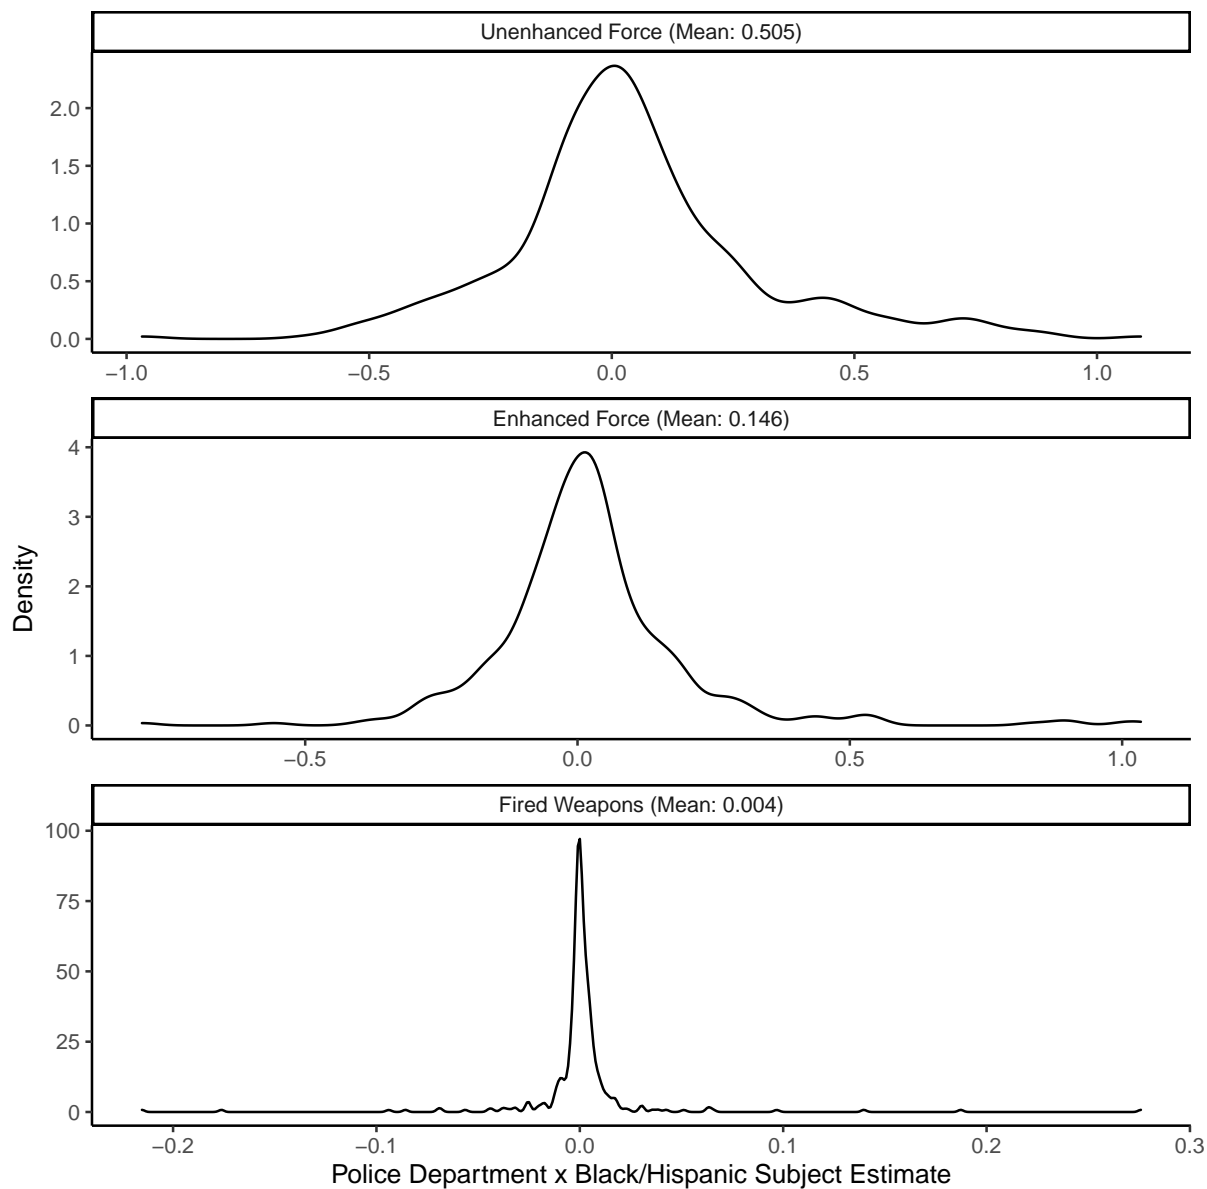 Unenhanced Force (Mean: 0.505)
2.0
1.5
1.0
0.5
0.0
−1.0 −0.5 0.0 0.5 1.0
Enhanced Force (Mean: 0.146)
4
3
2
1
0
−0.5 0.0 0.5 1.0
Density
Fired Weapons (Mean: 0.004)
100
75
50
25
0
−0.2 −0.1 0.0 0.1 0.2 0.3
Police Department x Black/Hispanic Subject Estimate